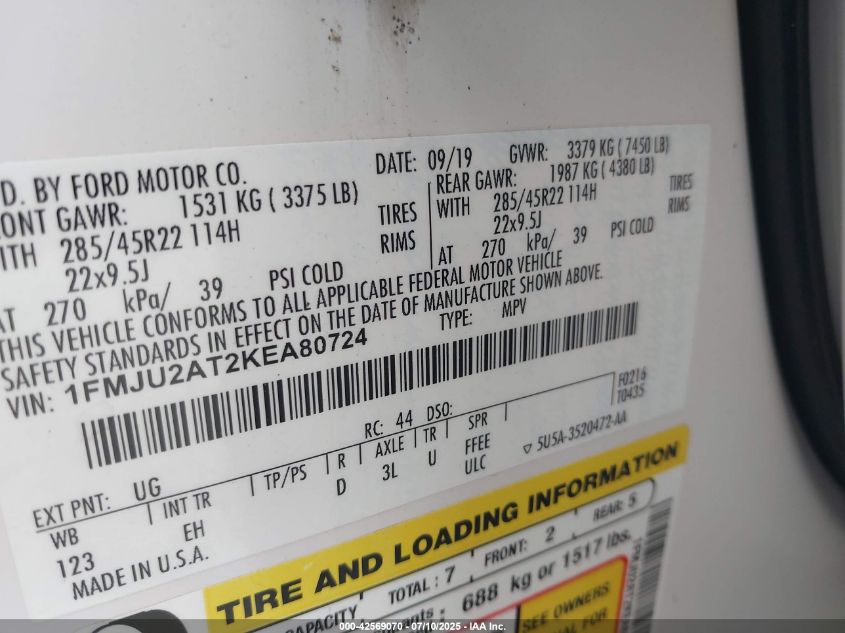 D. BY FORD MOTOR CO.
DATE: 09/19 GVWR: 3379 KG ( 7450 LB)
ONT GAWR: 1531 KG ( 3375 LB)
REAR GAWR: 1987 KG ( 4380 LB)
ITH 285/45R22 114H TIRES
WITH 285/45R22 114H TIRES
22x9.5J RIMS
22x9.5J RIMS
AT 270 kPa/ 39 PSI COLD
AT 270 kPa/ 39 PSI COLD
THIS VEHICLE CONFORMS TO ALL APPLICABLE FEDERAL MOTOR VEHICLE
SAFETY STANDARDS IN EFFECT ON THE DATE OF MANUFACTURE SHOWN ABOVE.
VIN: 1FMJU2AT2KEA80724
TYPE: MPV
F0216
T0435
RC: 44 DSO:
EXT PNT: UG
WB INT TR TP/PS R AXLE TR SPR
123 EH D 3L U FFEE
ULC
5U5A-3520472-AA
MADE IN U.S.A.
TIRE AND LOADING INFORMATION
CAPACITY TOTAL: 7 FRONT: 2 REAR: 5
688 kg or 1517 lbs.
SEE OWNERS
FOR
000-42569070 - 07/10/2025 - IAA Inc.